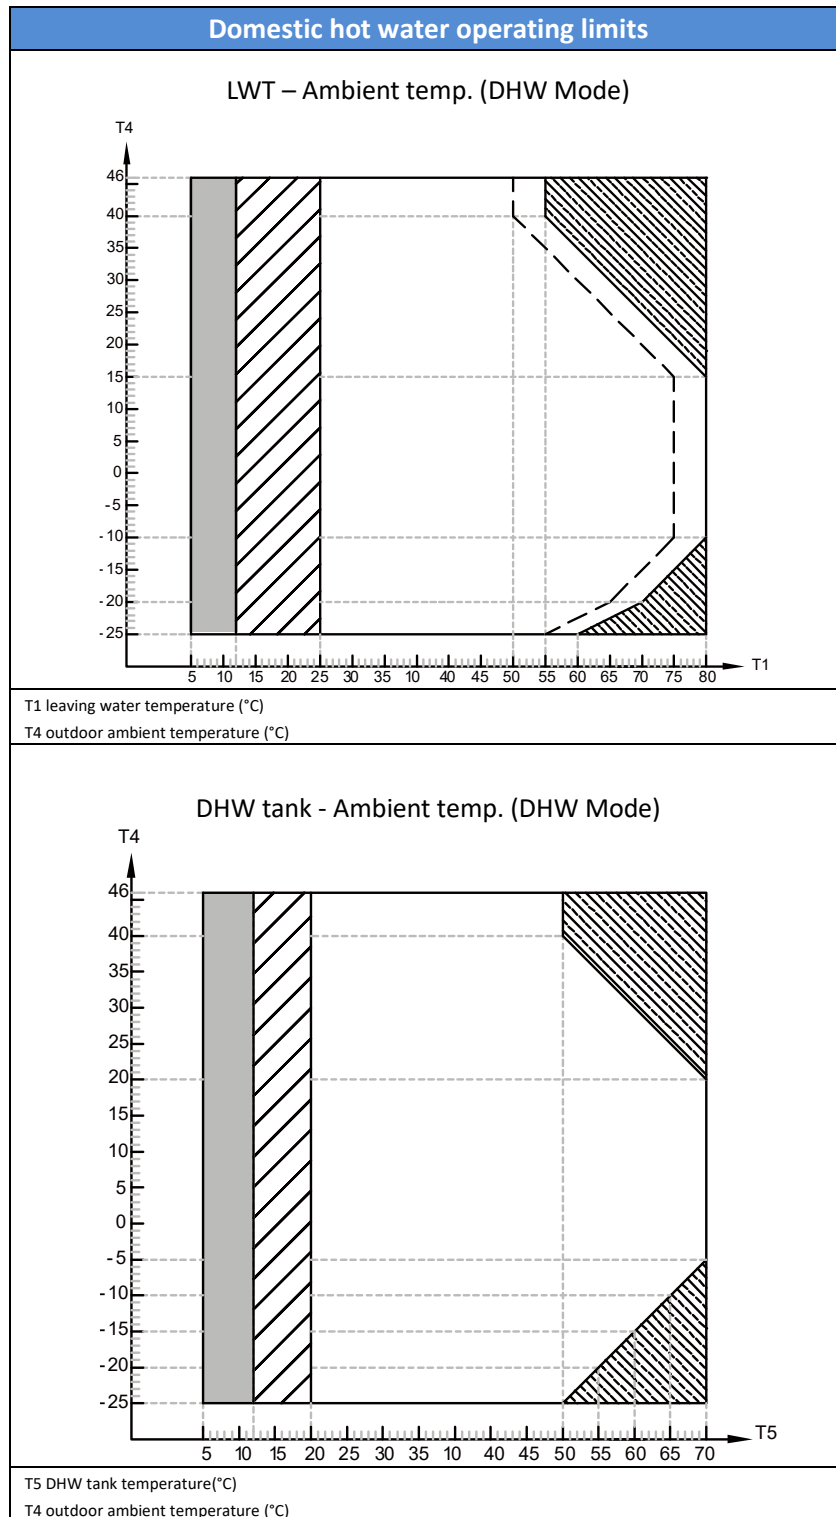 Domestic hot water operating limits
LWT – Ambient temp. (DHW Mode)
T4
46
40
35
30
25
20
15
10
5
0
-5
-10
-15
-20
-25
5 10 15 20 25 30 35 10 40 45 50 55 60 65 70 75 80 T1
T1 leaving water temperature (°C)
T4 outdoor ambient temperature (°C)
DHW tank - Ambient temp. (DHW Mode)
T4
46
40
35
30
25
20
15
10
5
0
-5
-10
-15
-20
-25
5 10 15 20 25 30 35 10 40 45 50 55 60 65 70 T5
T5 DHW tank temperature(°C)
T4 outdoor ambient temperature (°C)